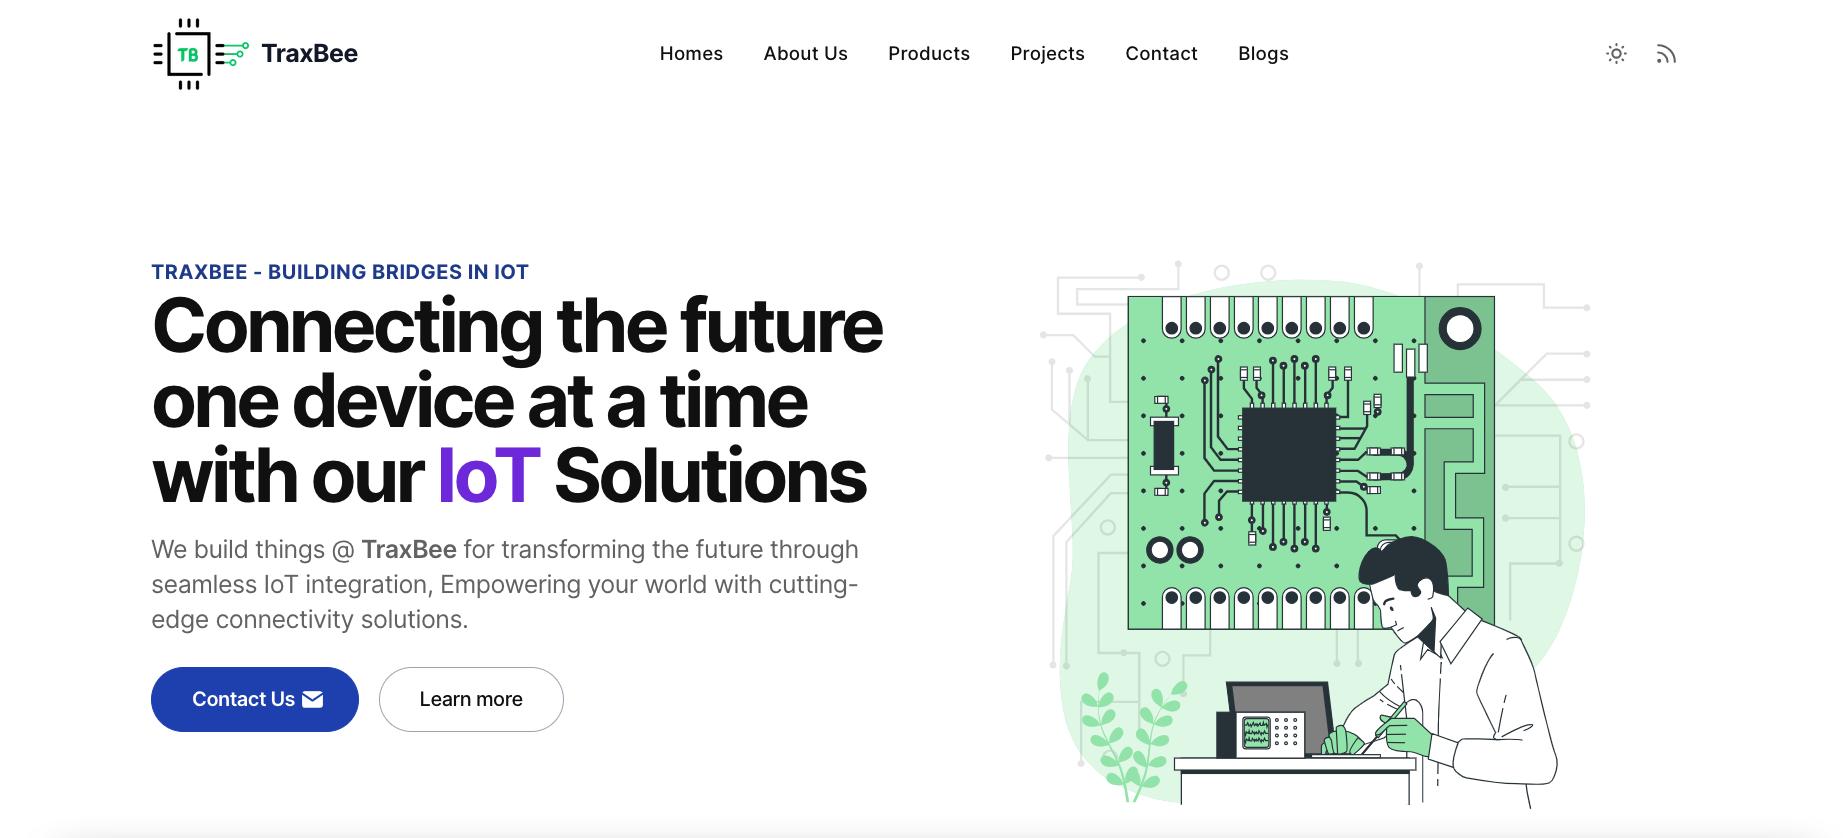 TB
TraxBee
Homes About Us Products Projects Contact Blogs
TRAXBEE - BUILDING BRIDGES IN IOT
Connecting the future
one device at a time
with our IoT Solutions
We build things @ TraxBee for transforming the future through
seamless IoT integration, Empowering your world with cutting-
edge connectivity solutions.
Contact Us
Learn more